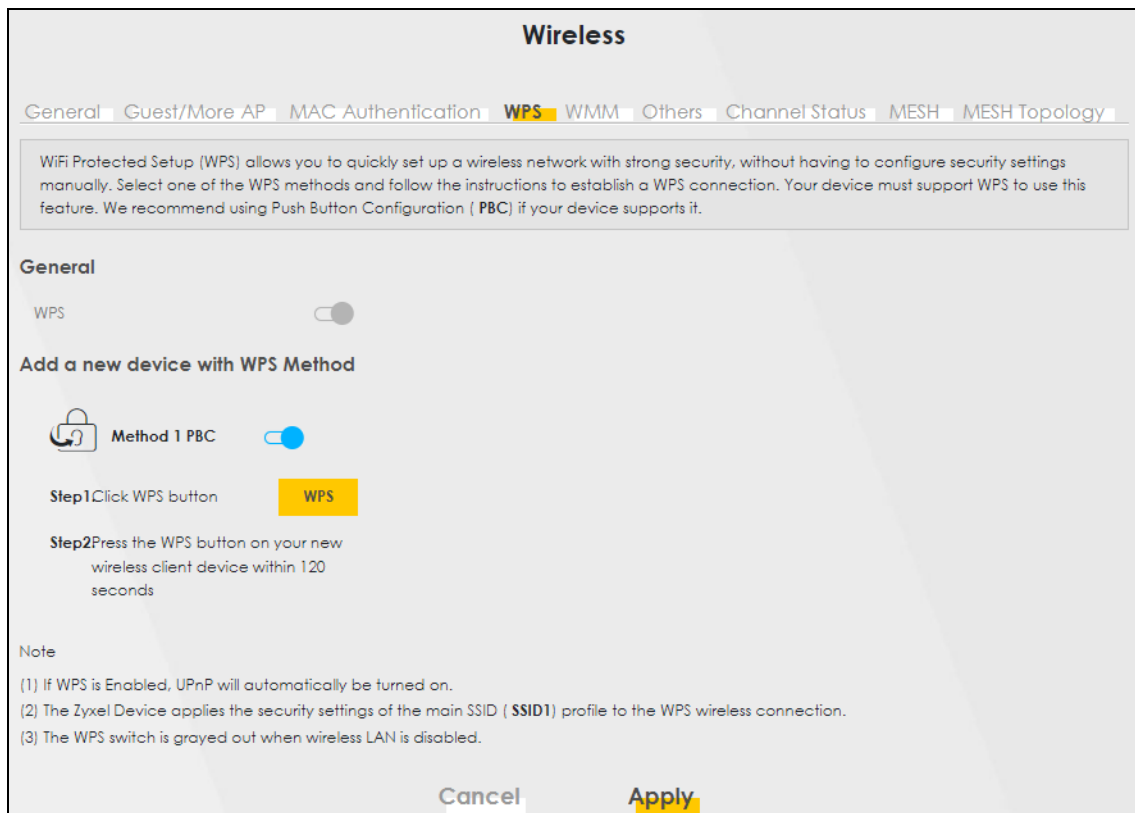 Wireless
General Guest/More AP MAC Authentication WPS WMM Others Channel Status MESH MESH Topology
WiFi Protected Setup (WPS) allows you to quickly set up a wireless network with strong security, without having to configure security settings
manually. Select one of the WPS methods and follow the instructions to establish a WPS connection. Your device must support WPS to use this
feature. We recommend using Push Button Configuration ( PBC) if your device supports it.
General
WPS
Add a new device with WPS Method
Method 1 PBC
Step1.Click WPS button WPS
Step2Press the WPS button on your new
wireless client device within 120
seconds
Note
(1) If WPS is Enabled, UPnP will automatically be turned on.
(2) The Zyxel Device applies the security settings of the main SSID ( SSID1) profile to the WPS wireless connection.
(3) The WPS switch is grayed out when wireless LAN is disabled.
Cancel Apply